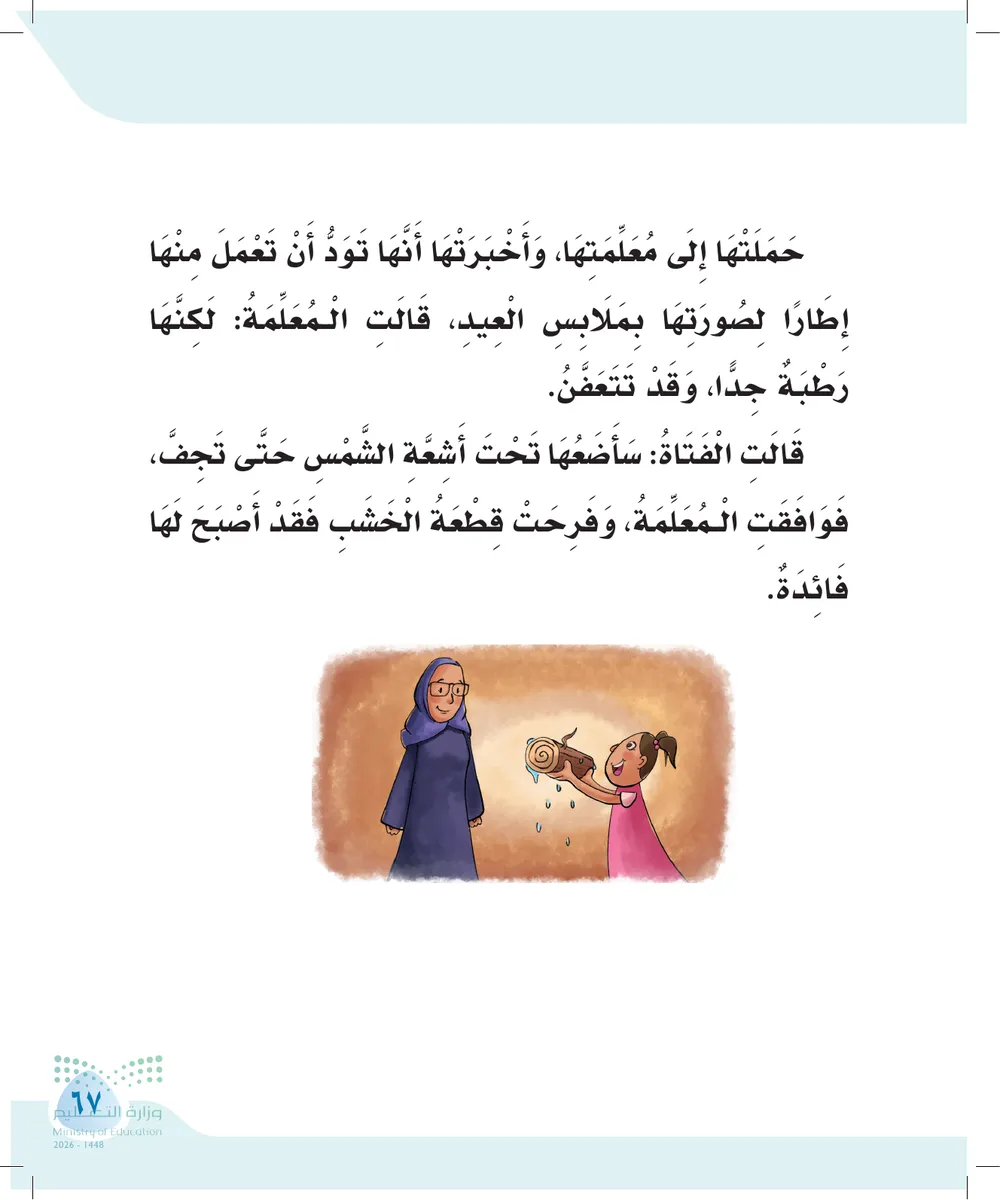 حَمَلَتْهَا إِلَى مُعَلِّمَتِهَا، وَأَخْبَرَتْهَا أَنَّهَا تَوَدُّ أَنْ تَعْمَلَ مِنْهَا
إِطَارًا لِصُورَتِهَا بِمَلَابِسِ الْعِيدِ، قَالَتِ الْمُعَلِّمَةُ: لَكِنَّهَا
رَطْبَةٌ جِدًّا، وَقَدْ تَتَعَفَّنُ.
قَالَتِ الْفَتَاةُ: سَأَضَعُهَا تَحْتَ أَشِعَّةِ الشَّمْسِ حَتَّى تَجِفَّ،
فَوَافَقَتِ الْمُعَلِّمَةُ، وَفَرِحَتْ قِطْعَةُ الْخَشَبِ فَقَدْ أَصْبَحَ لَهَا
فَائِدَةٌ.
٦٧
وزارة التعليم
Ministry of Education
2026 - 1448